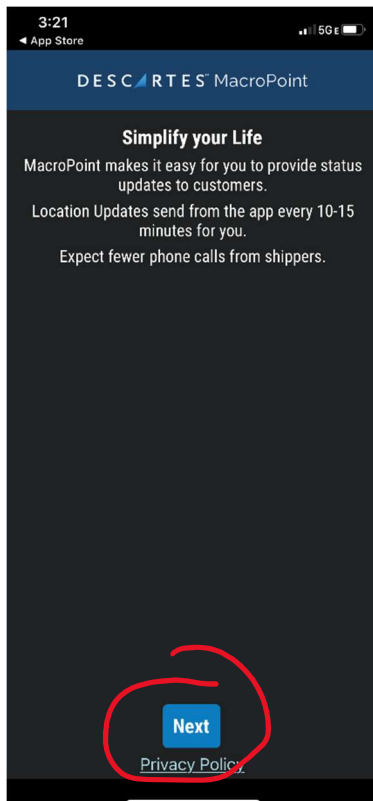 3:21
5GE
◀ App Store
DESCARTES™ MacroPoint
Simplify your Life
MacroPoint makes it easy for you to provide status
updates to customers.
Location Updates send from the app every 10-15
minutes for you.
Expect fewer phone calls from shippers.
Next
Privacy Policy